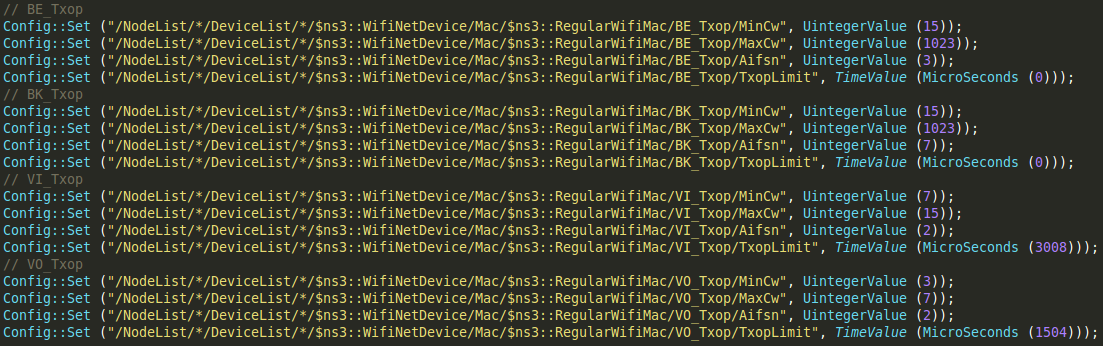 // BE_Txop
Config::Set ("/NodeList/*/DeviceList/*/$ns3::WifiNetDevice/Mac/$ns3::RegularWifiMac/BE_Txop/MinCw", UintegerValue (15));
Config::Set ("/NodeList/*/DeviceList/*/$ns3::WifiNetDevice/Mac/$ns3::RegularWifiMac/BE_Txop/MaxCw", UintegerValue (1023));
Config::Set ("/NodeList/*/DeviceList/*/$ns3::WifiNetDevice/Mac/$ns3::RegularWifiMac/BE_Txop/Aifsn", UintegerValue (3));
Config::Set ("/NodeList/*/DeviceList/*/$ns3::WifiNetDevice/Mac/$ns3::RegularWifiMac/BE_Txop/TxopLimit", TimeValue (MicroSeconds (0)));
// BK_Txop
Config::Set ("/NodeList/*/DeviceList/*/$ns3::WifiNetDevice/Mac/$ns3::RegularWifiMac/BK_Txop/MinCw", UintegerValue (15));
Config::Set ("/NodeList/*/DeviceList/*/$ns3::WifiNetDevice/Mac/$ns3::RegularWifiMac/BK_Txop/MaxCw", UintegerValue (1023));
Config::Set ("/NodeList/*/DeviceList/*/$ns3::WifiNetDevice/Mac/$ns3::RegularWifiMac/BK_Txop/Aifsn", UintegerValue (7));
Config::Set ("/NodeList/*/DeviceList/*/$ns3::WifiNetDevice/Mac/$ns3::RegularWifiMac/BK_Txop/TxopLimit", TimeValue (MicroSeconds (0)));
// VI_Txop
Config::Set ("/NodeList/*/DeviceList/*/$ns3::WifiNetDevice/Mac/$ns3::RegularWifiMac/VI_Txop/MinCw", UintegerValue (7));
Config::Set ("/NodeList/*/DeviceList/*/$ns3::WifiNetDevice/Mac/$ns3::RegularWifiMac/VI_Txop/MaxCw", UintegerValue (15));
Config::Set ("/NodeList/*/DeviceList/*/$ns3::WifiNetDevice/Mac/$ns3::RegularWifiMac/VI_Txop/Aifsn", UintegerValue (2));
Config::Set ("/NodeList/*/DeviceList/*/$ns3::WifiNetDevice/Mac/$ns3::RegularWifiMac/VI_Txop/TxopLimit", TimeValue (MicroSeconds (3008)));
// VO_Txop
Config::Set ("/NodeList/*/DeviceList/*/$ns3::WifiNetDevice/Mac/$ns3::RegularWifiMac/VO_Txop/MinCw", UintegerValue (3));
Config::Set ("/NodeList/*/DeviceList/*/$ns3::WifiNetDevice/Mac/$ns3::RegularWifiMac/VO_Txop/MaxCw", UintegerValue (7));
Config::Set ("/NodeList/*/DeviceList/*/$ns3::WifiNetDevice/Mac/$ns3::RegularWifiMac/VO_Txop/Aifsn", UintegerValue (2));
Config::Set ("/NodeList/*/DeviceList/*/$ns3::WifiNetDevice/Mac/$ns3::RegularWifiMac/VO_Txop/TxopLimit", TimeValue (MicroSeconds (1504)));